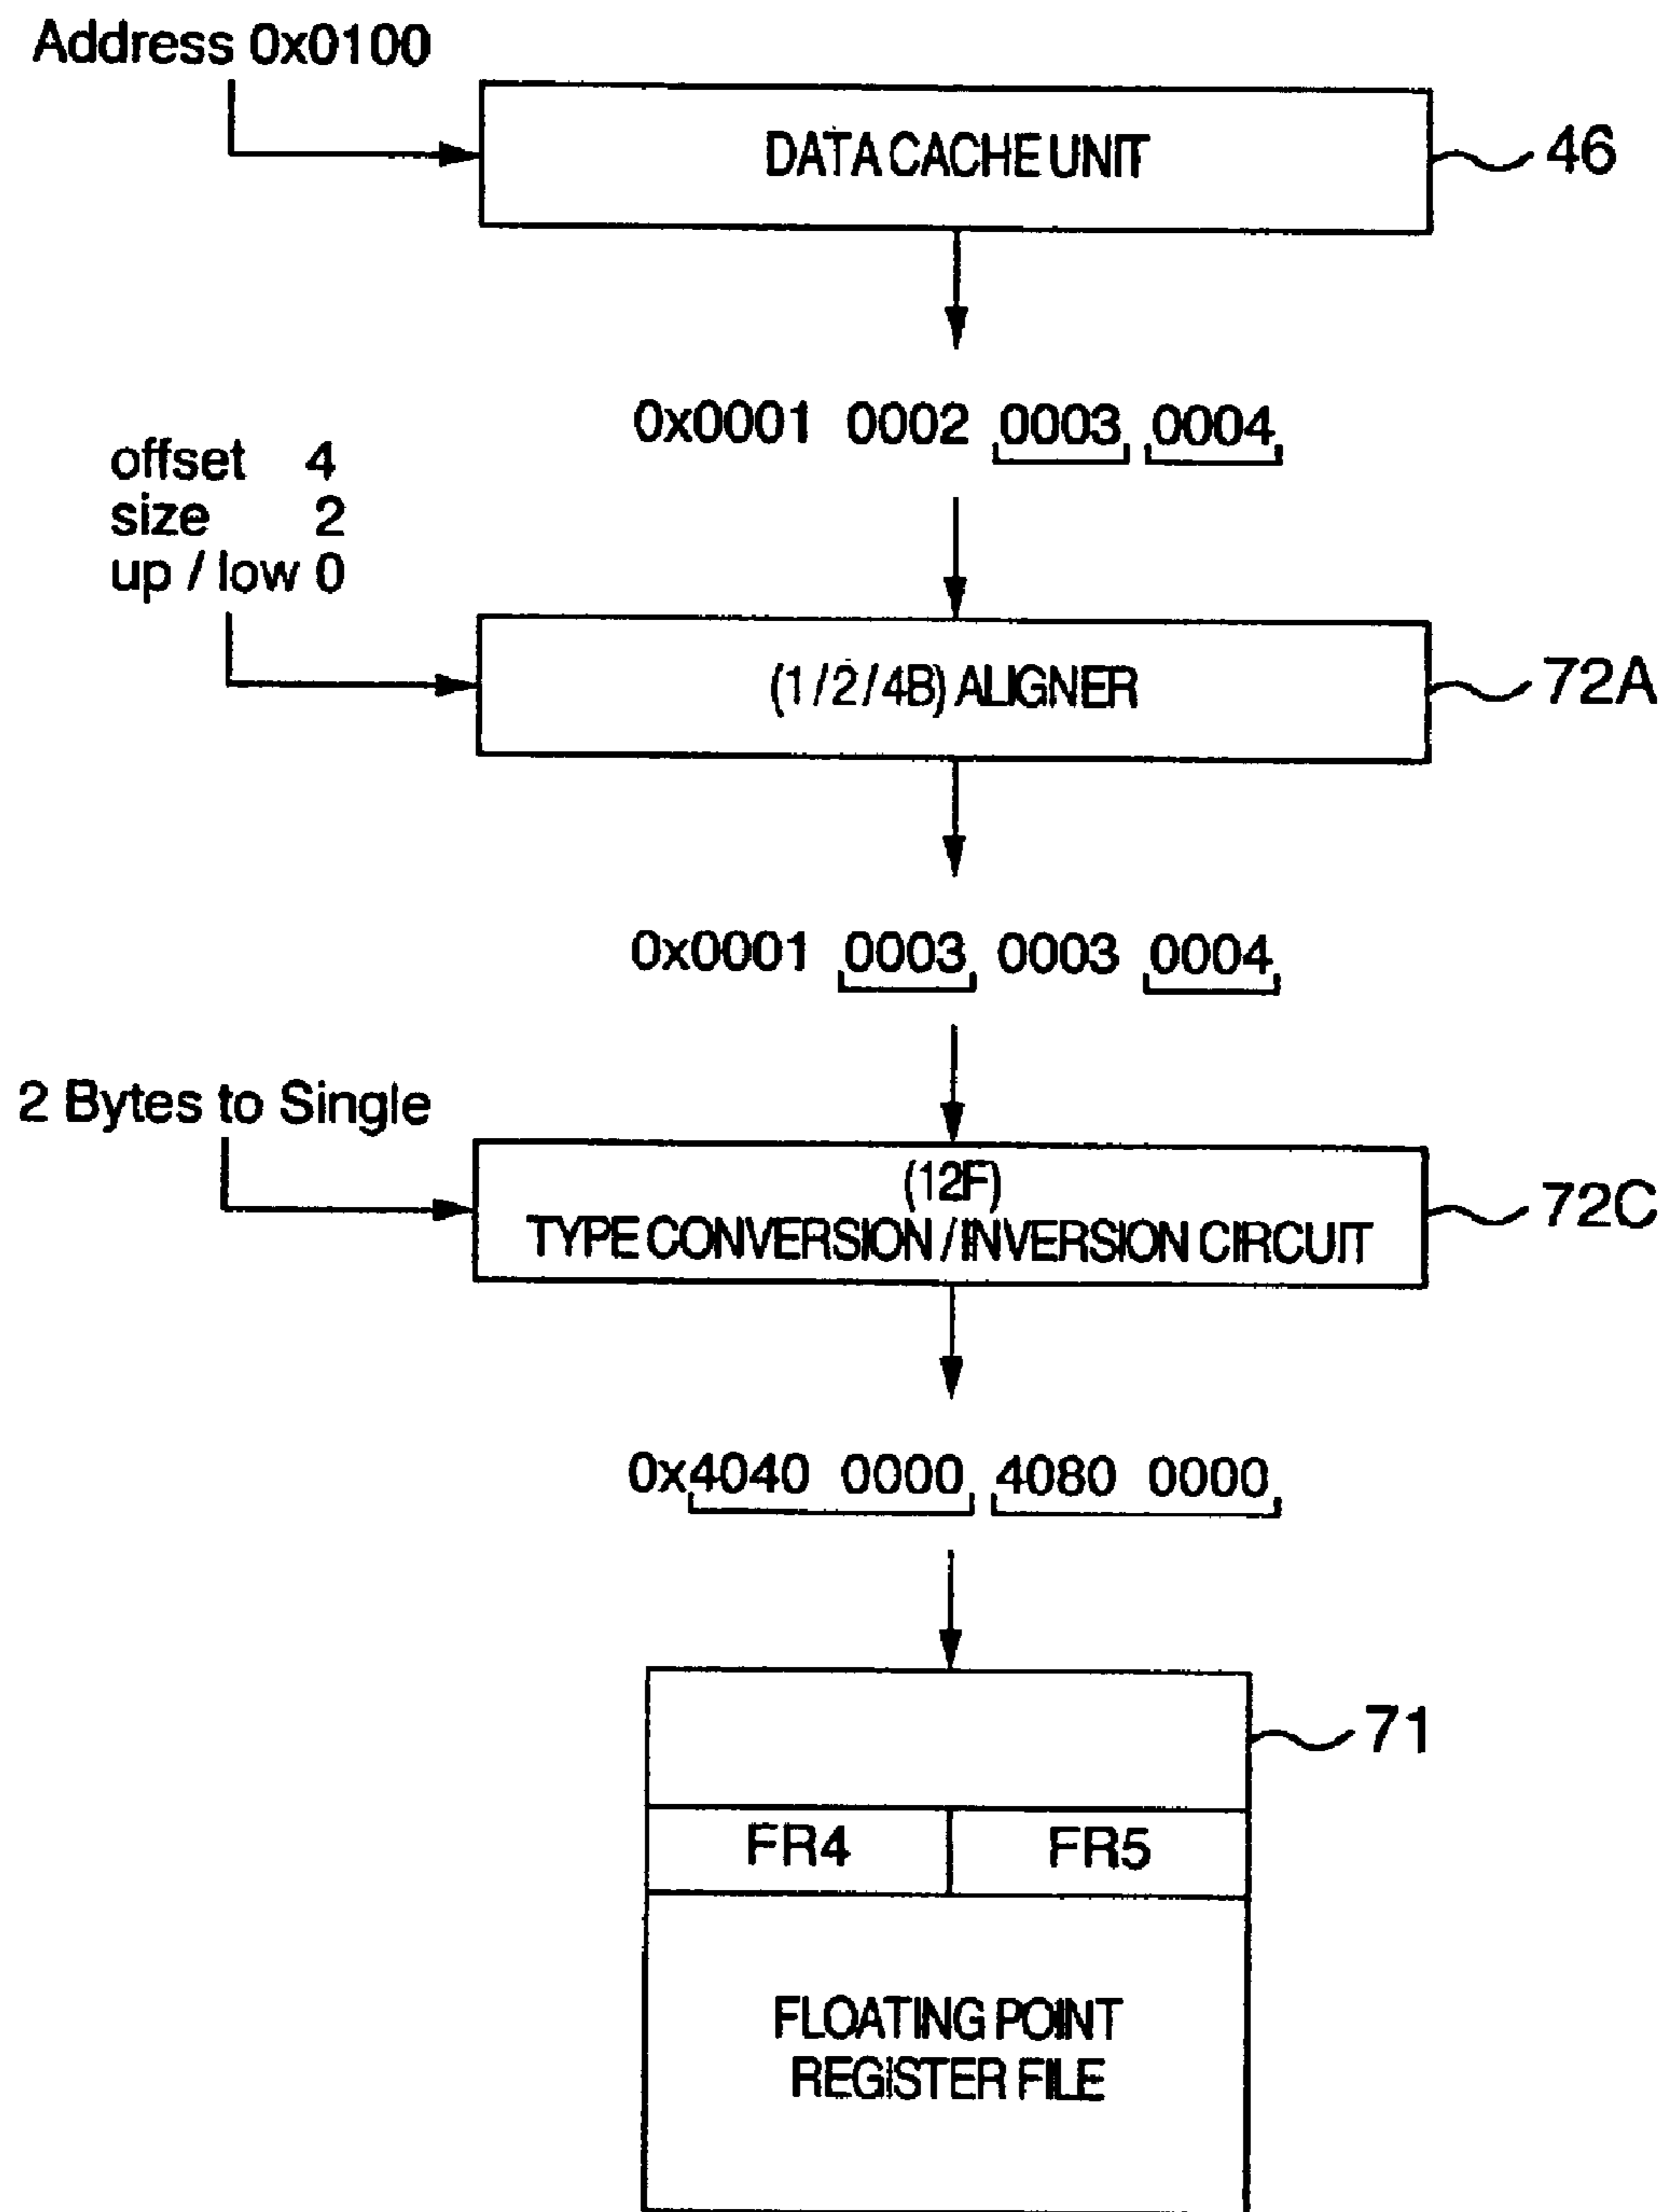 Address 0x0100
DATA CACHE UNIT
46
0x0001 0002 0003 0004
offset 4
size 2
up / low 0
(1/2/4B) ALIGNER
72A
0x0001 0003 0003 0004
2 Bytes to Single
(12F)
TYPE CONVERSION / INVERSION CIRCUIT
72C
0x4040 0000 4080 0000
71
FR4 FR5
FLOATING POINT
REGISTER FILE